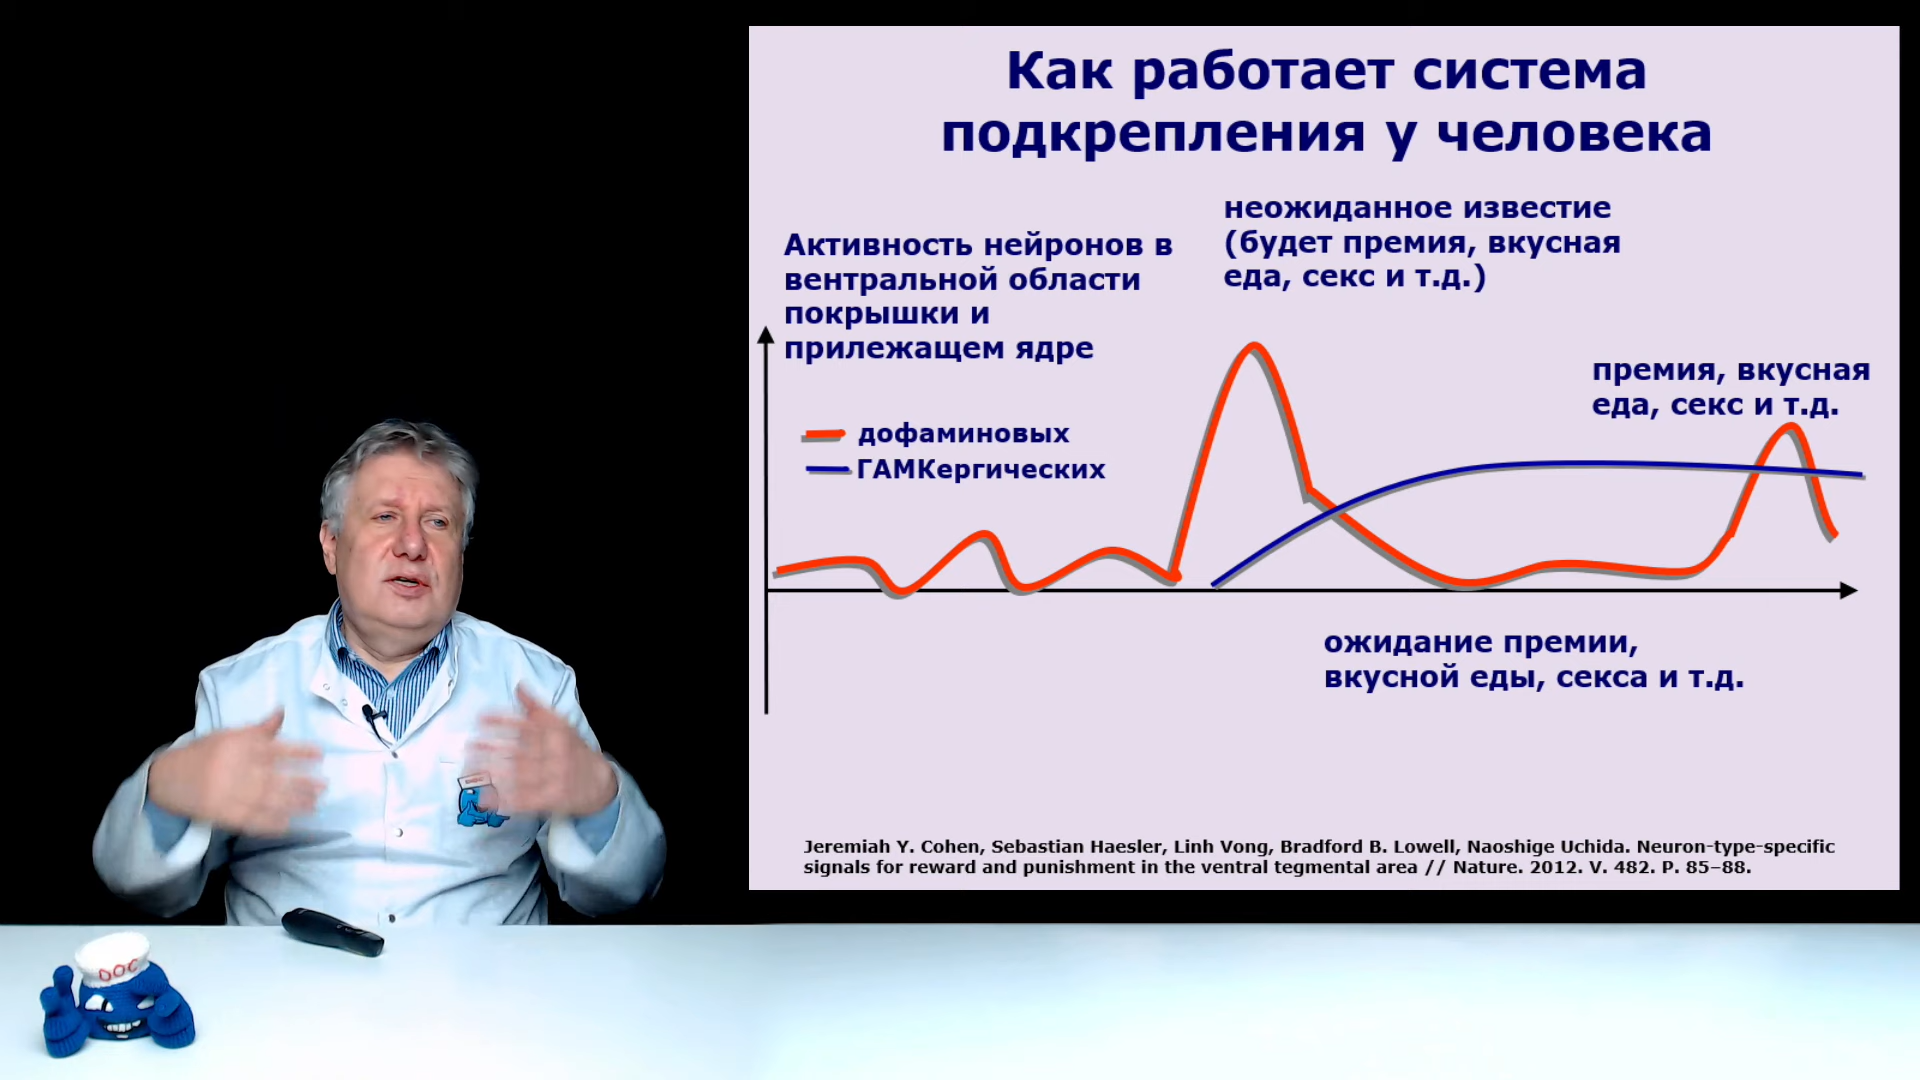 Как работает система
подкрепления у человека
неожиданное известие
(будет премия, вкусная
еда, секс и т.д.)
Активность нейронов в
вентральной области
покрышки и
прилежащем ядре
премия, вкусная
еда, секс и т.д.
дофаминовых
ГАМКергических
ожидание премии,
вкусной еды, секса и т.д.
Jeremiah Y. Cohen, Sebastian Haesler, Linh Vong, Bradford B. Lowell, Naoshige Uchida. Neuron-type-specific
signals for reward and punishment in the ventral tegmental area // Nature. 2012. V. 482. P. 85–88.
DOC